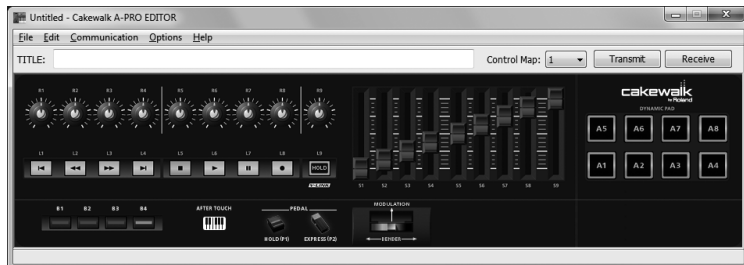 Untitled - Cakewalk A-PRO EDITOR
File Edit Communication Options Help
TITLE: Control Map: 1 Transmit Receive
cakewalk
by Roland
DYNAMIC PAD
R1 R2 R3 R4 R5 R6 R7 R8 R9
A5 A6 A7 A8
L1 L2 L3 L4 L5 L6 L7 L8 L9
HOLD
V-LINK
A1 A2 A3 A4
S1 S2 S3 S4 S5 S6 S7 S8 S9
B1 B2 B3 B4 AFTER TOUCH PEDAL MODULATION
HOLD (P1) EXPRESS (P2) BENDER